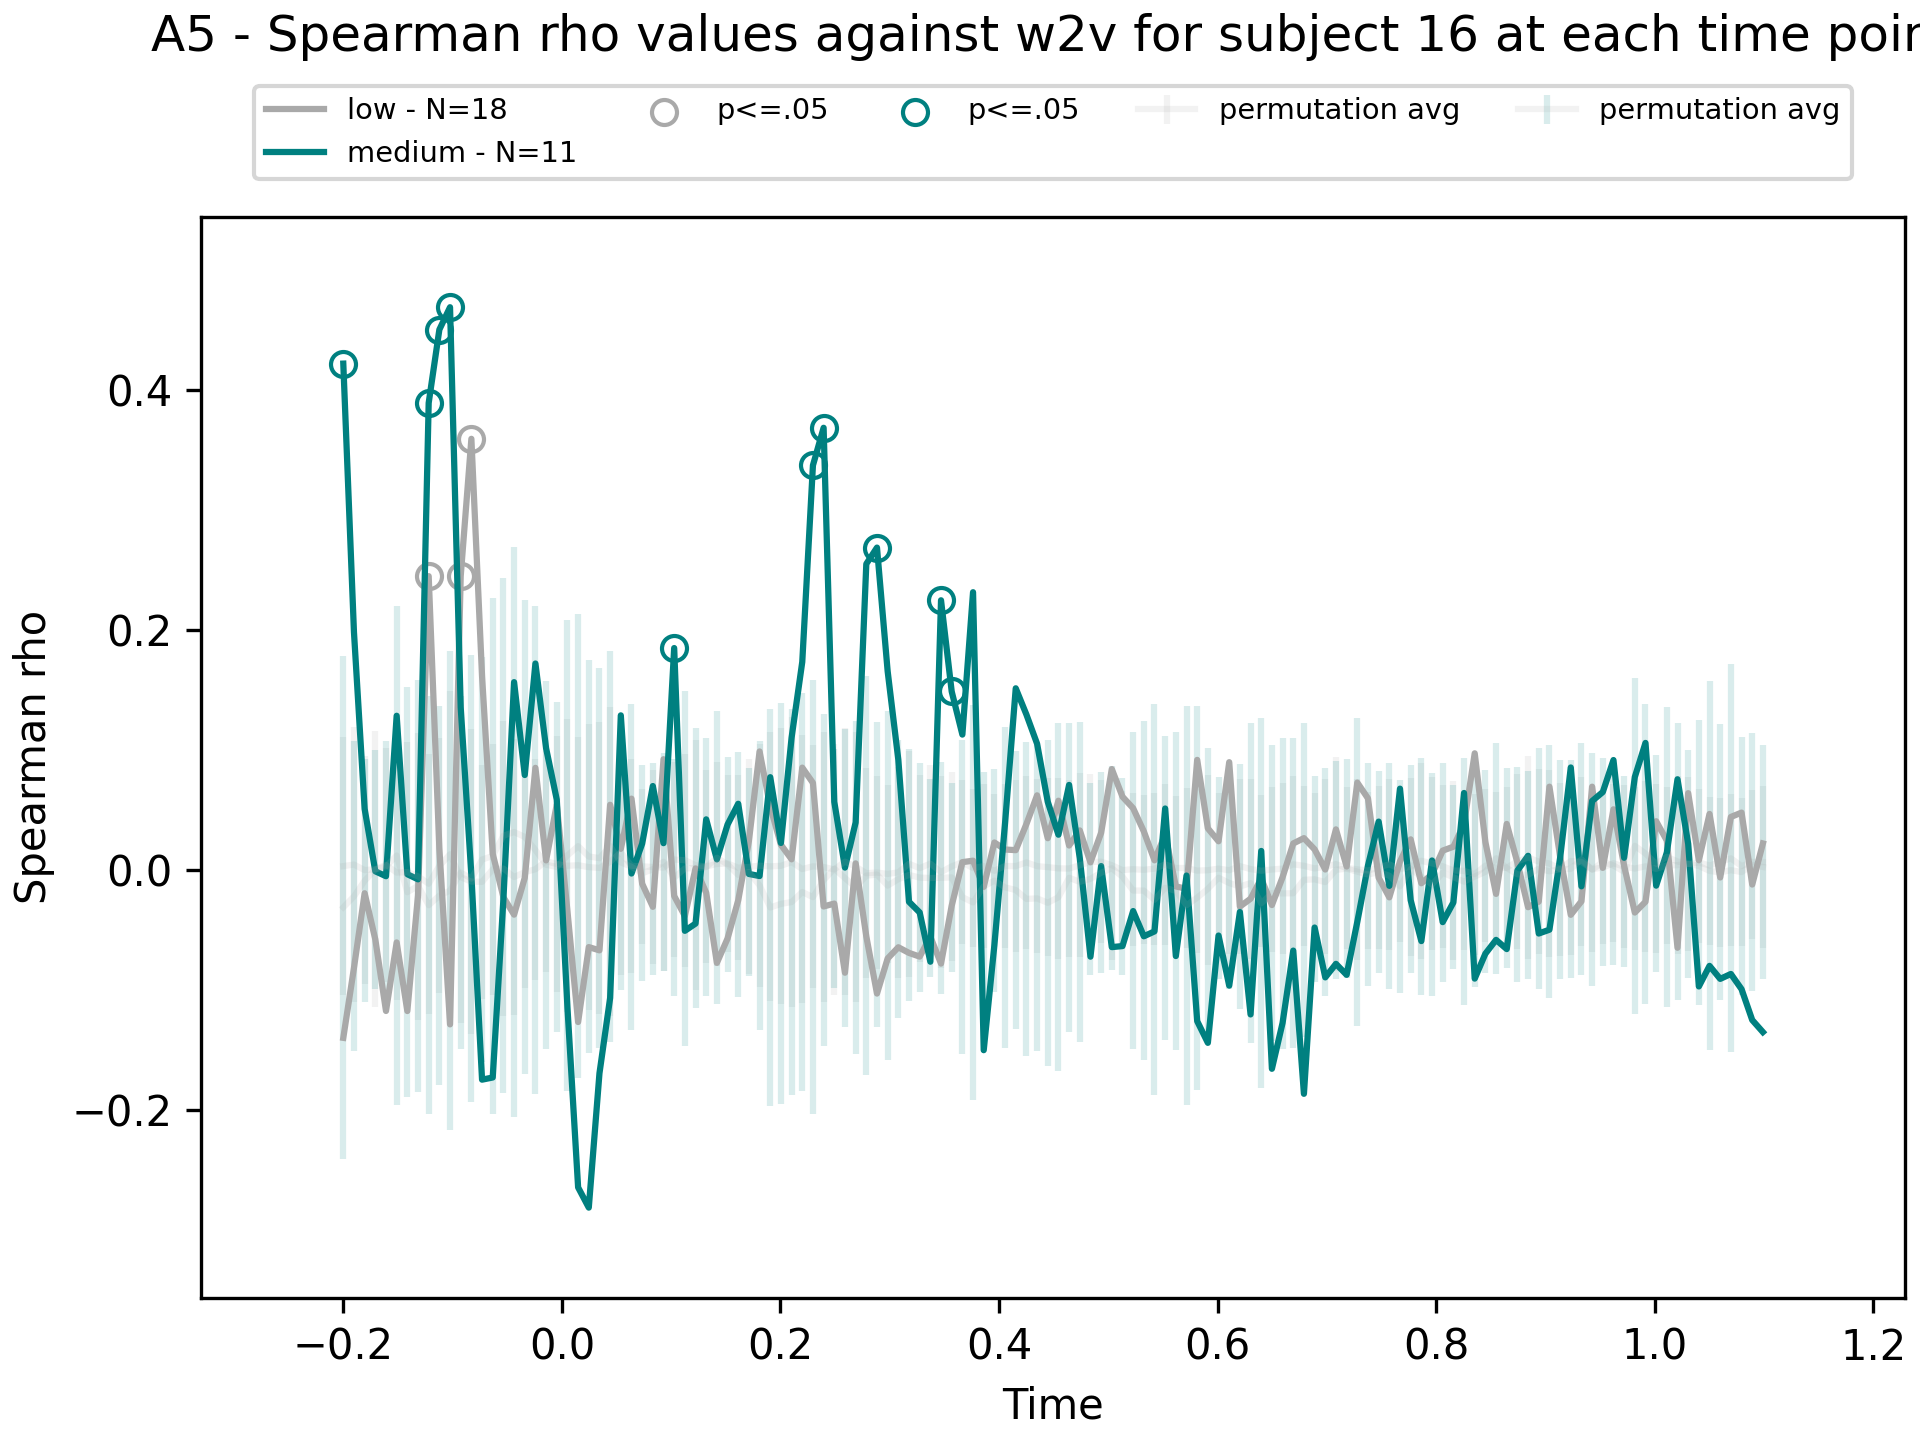 A5 - Spearman rho values against w2v for subject 16 at each time poin
low - N=18
medium - N=11
p<=.05
p<=.05
permutation avg
permutation avg
Spearman rho
0.4
0.2
0.0
−0.2
−0.2 0.0 0.2 0.4 0.6 0.8 1.0 1.2
Time